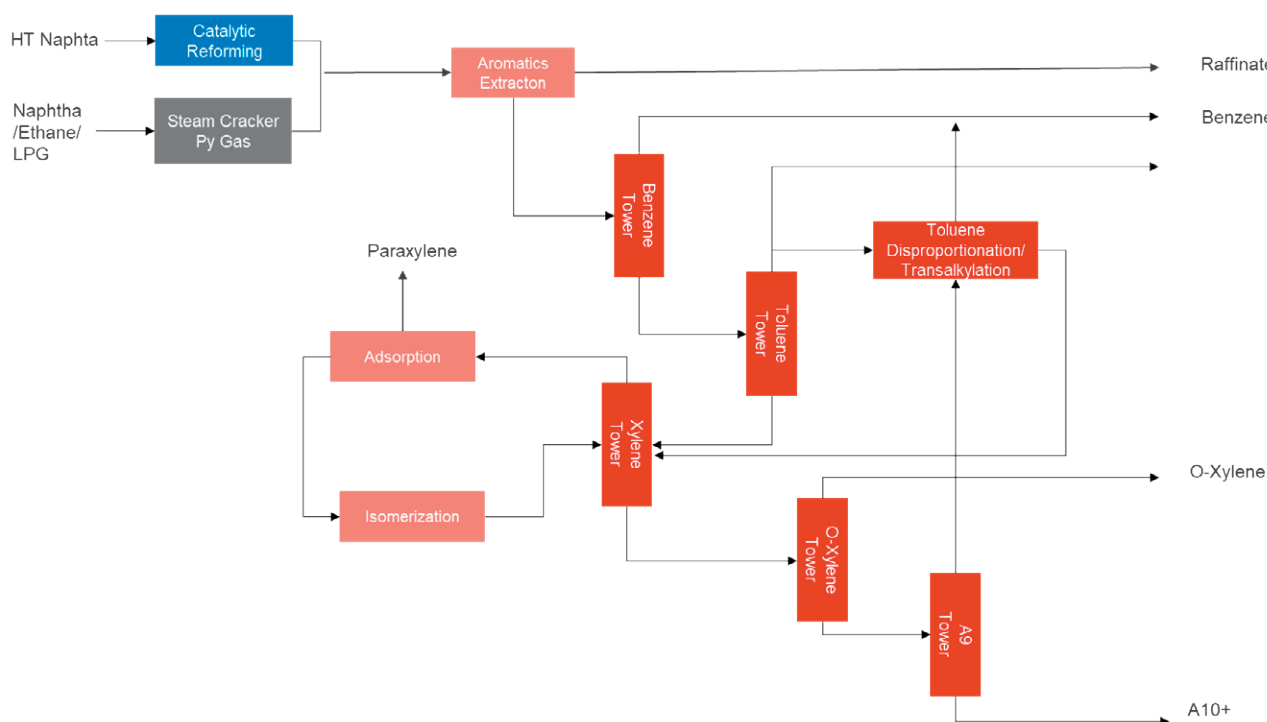 HT Naphta
Catalytic
Reforming
Aromatics
Extracton
Raffinate
Naphtha
/Ethane/
LPG
Steam Cracker
Py Gas
Benzene
Benzene
Tower
Toluene
Disproportionation/
Transalkylation
Paraxylene
Toluene
Tower
Adsorption
Xylene
Tower
O-Xylene
Isomerization
O-Xylene
Tower
A9
Tower
A10+